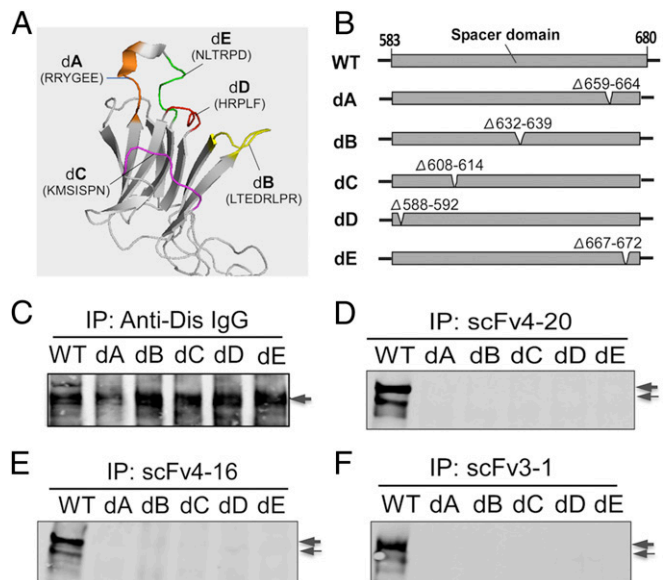 A
dE
(NLTRPD)
dA
(RRYGEE)
dD
(HRPLF)
dC
(KMSISPN)
dB
(LTEDRLPR)
B
583
680
Spacer domain
WT
dA
Δ659-664
dB
Δ632-639
dC
Δ608-614
dD
Δ588-592
dE
Δ667-672
C
IP: Anti-Dis IgG
WT dA dB dC dD dE
D
IP: scFv4-20
WT dA dB dC dD dE
E
IP: scFv4-16
WT dA dB dC dD dE
F
IP: scFv3-1
WT dA dB dC dD dE